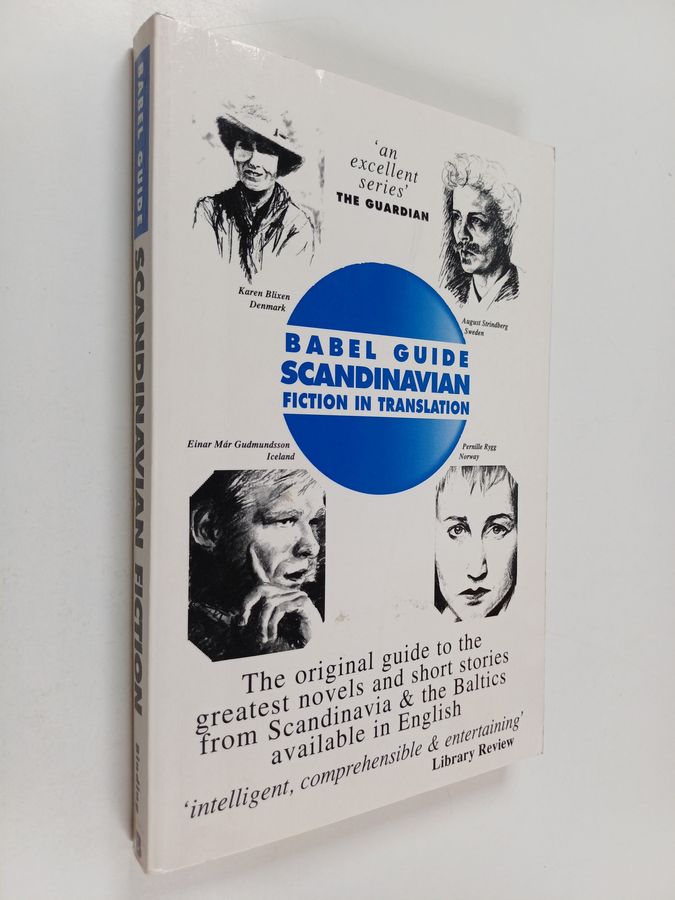 BABEL GUIDE SCANDINAVIAN FICTION
'an
excellent
series'
THE GUARDIAN
Karen Blixen
Denmark
August Strindberg
Sweden
BABEL GUIDE
SCANDINAVIAN
FICTION IN TRANSLATION
Einar Már Gudmundsson
Iceland
Pernille Rygg
Norway
The original guide to the
greatest novels and short stories
from Scandinavia & the Baltics
available in English
'intelligent, comprehensible & entertaining'
Library Review